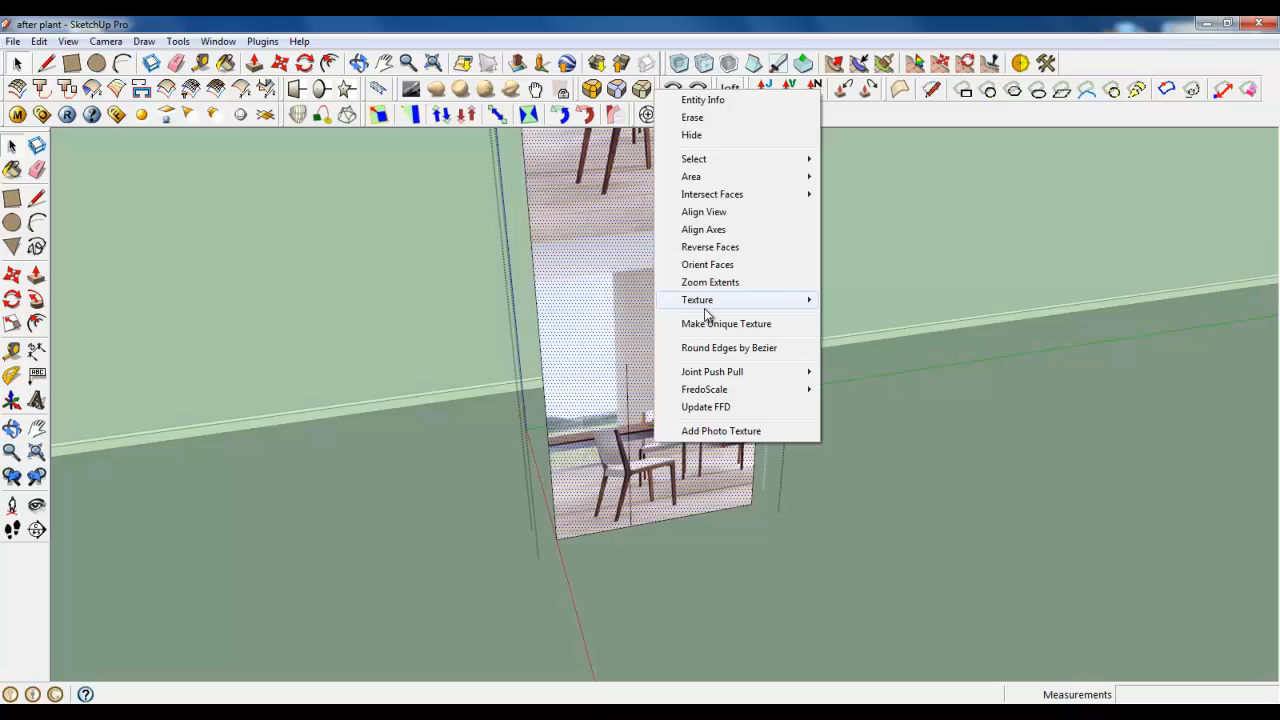 after plant - SketchUp Pro
File Edit View Camera Draw Tools Window Plugins Help
Entity Info
Erase
Hide
Select
Area
Intersect Faces
Align View
Align Axes
Reverse Faces
Orient Faces
Zoom Extents
Texture
Make Unique Texture
Round Edges by Bezier
Joint Push Pull
FredoScale
Update FFD
Add Photo Texture
Measurements